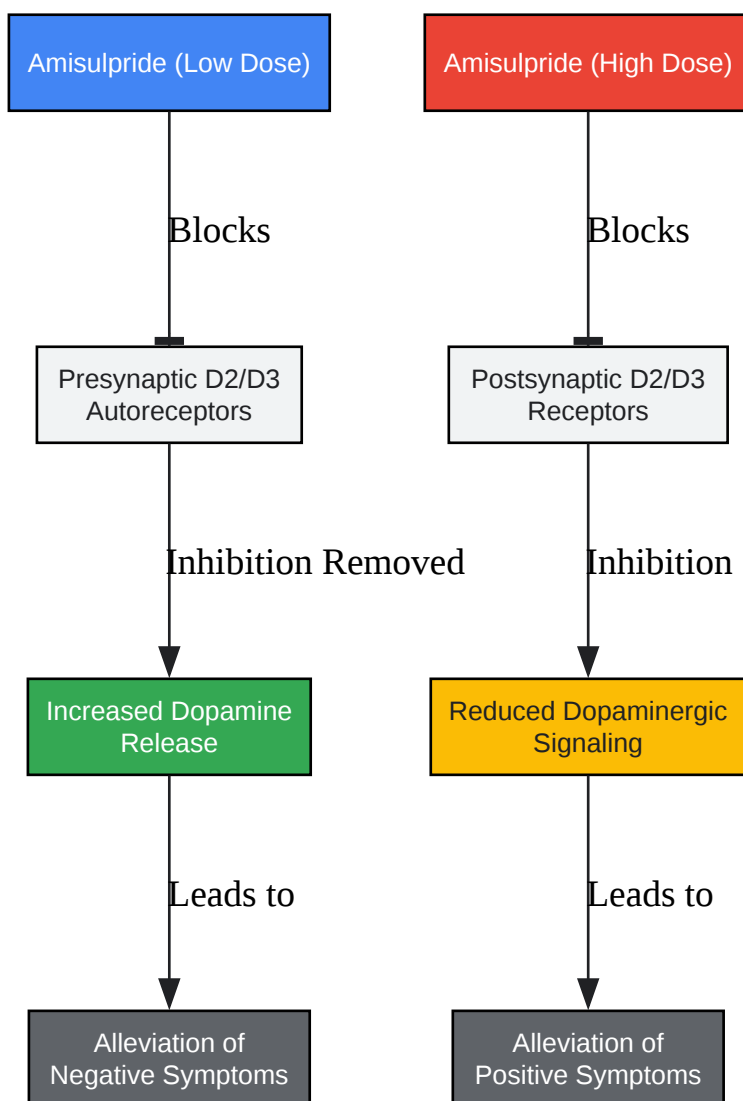 Amisulpride (Low Dose)
Amisulpride (High Dose)
Blocks
Blocks
Presynaptic D2/D3
Autoreceptors
Postsynaptic D2/D3
Receptors
Inhibition Removed
Inhibition
Increased Dopamine
Release
Reduced Dopaminergic
Signaling
Leads to
Leads to
Alleviation of
Negative Symptoms
Alleviation of
Positive Symptoms